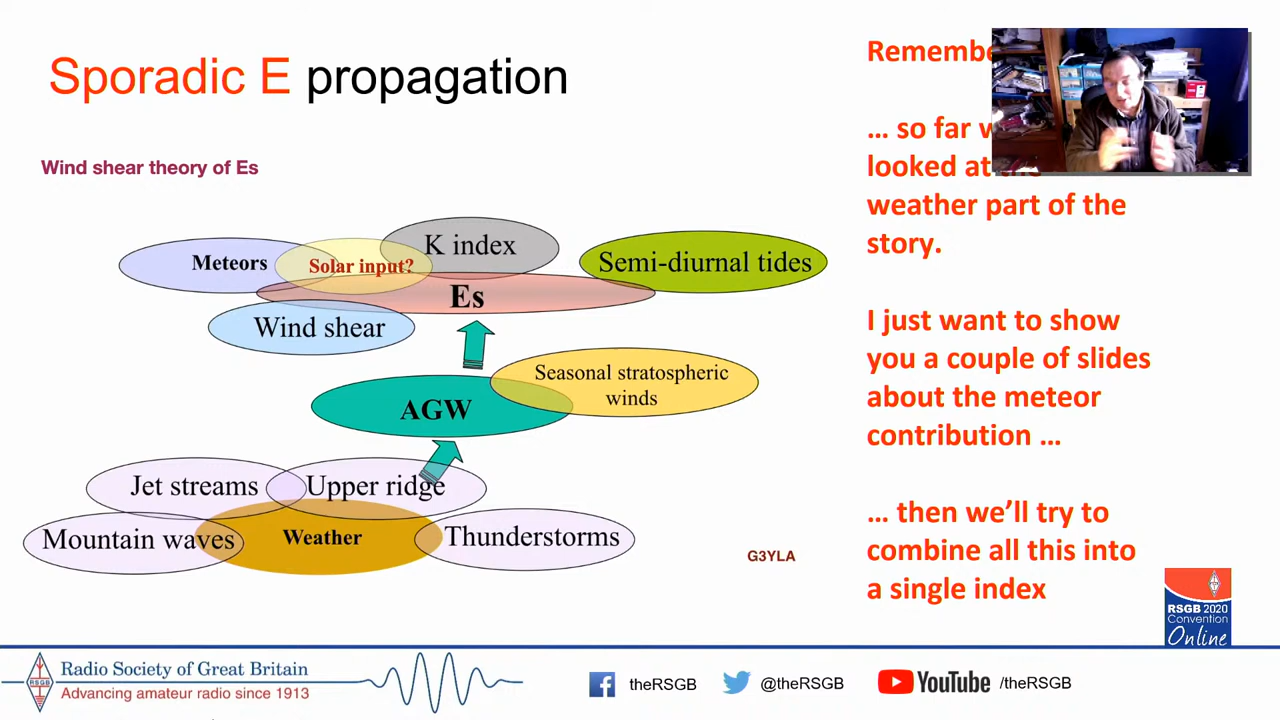 Sporadic E propagation
Wind shear theory of Es
Meteors
Solar input?
K index
Semi-diurnal tides
Es
Wind shear
Seasonal stratospheric
winds
AGW
Jet streams
Upper ridge
Mountain waves
Weather
Thunderstorms
G3YLA
… so far
looked at
weather part of the
story.
I just want to show
you a couple of slides
about the meteor
contribution …
… then we’ll try to
combine all this into
a single index
RSGB 2020
Convention
Online
RSGB
Radio Society of Great Britain
Advancing amateur radio since 1913
theRSGB
@theRSGB
YouTube /theRSGB